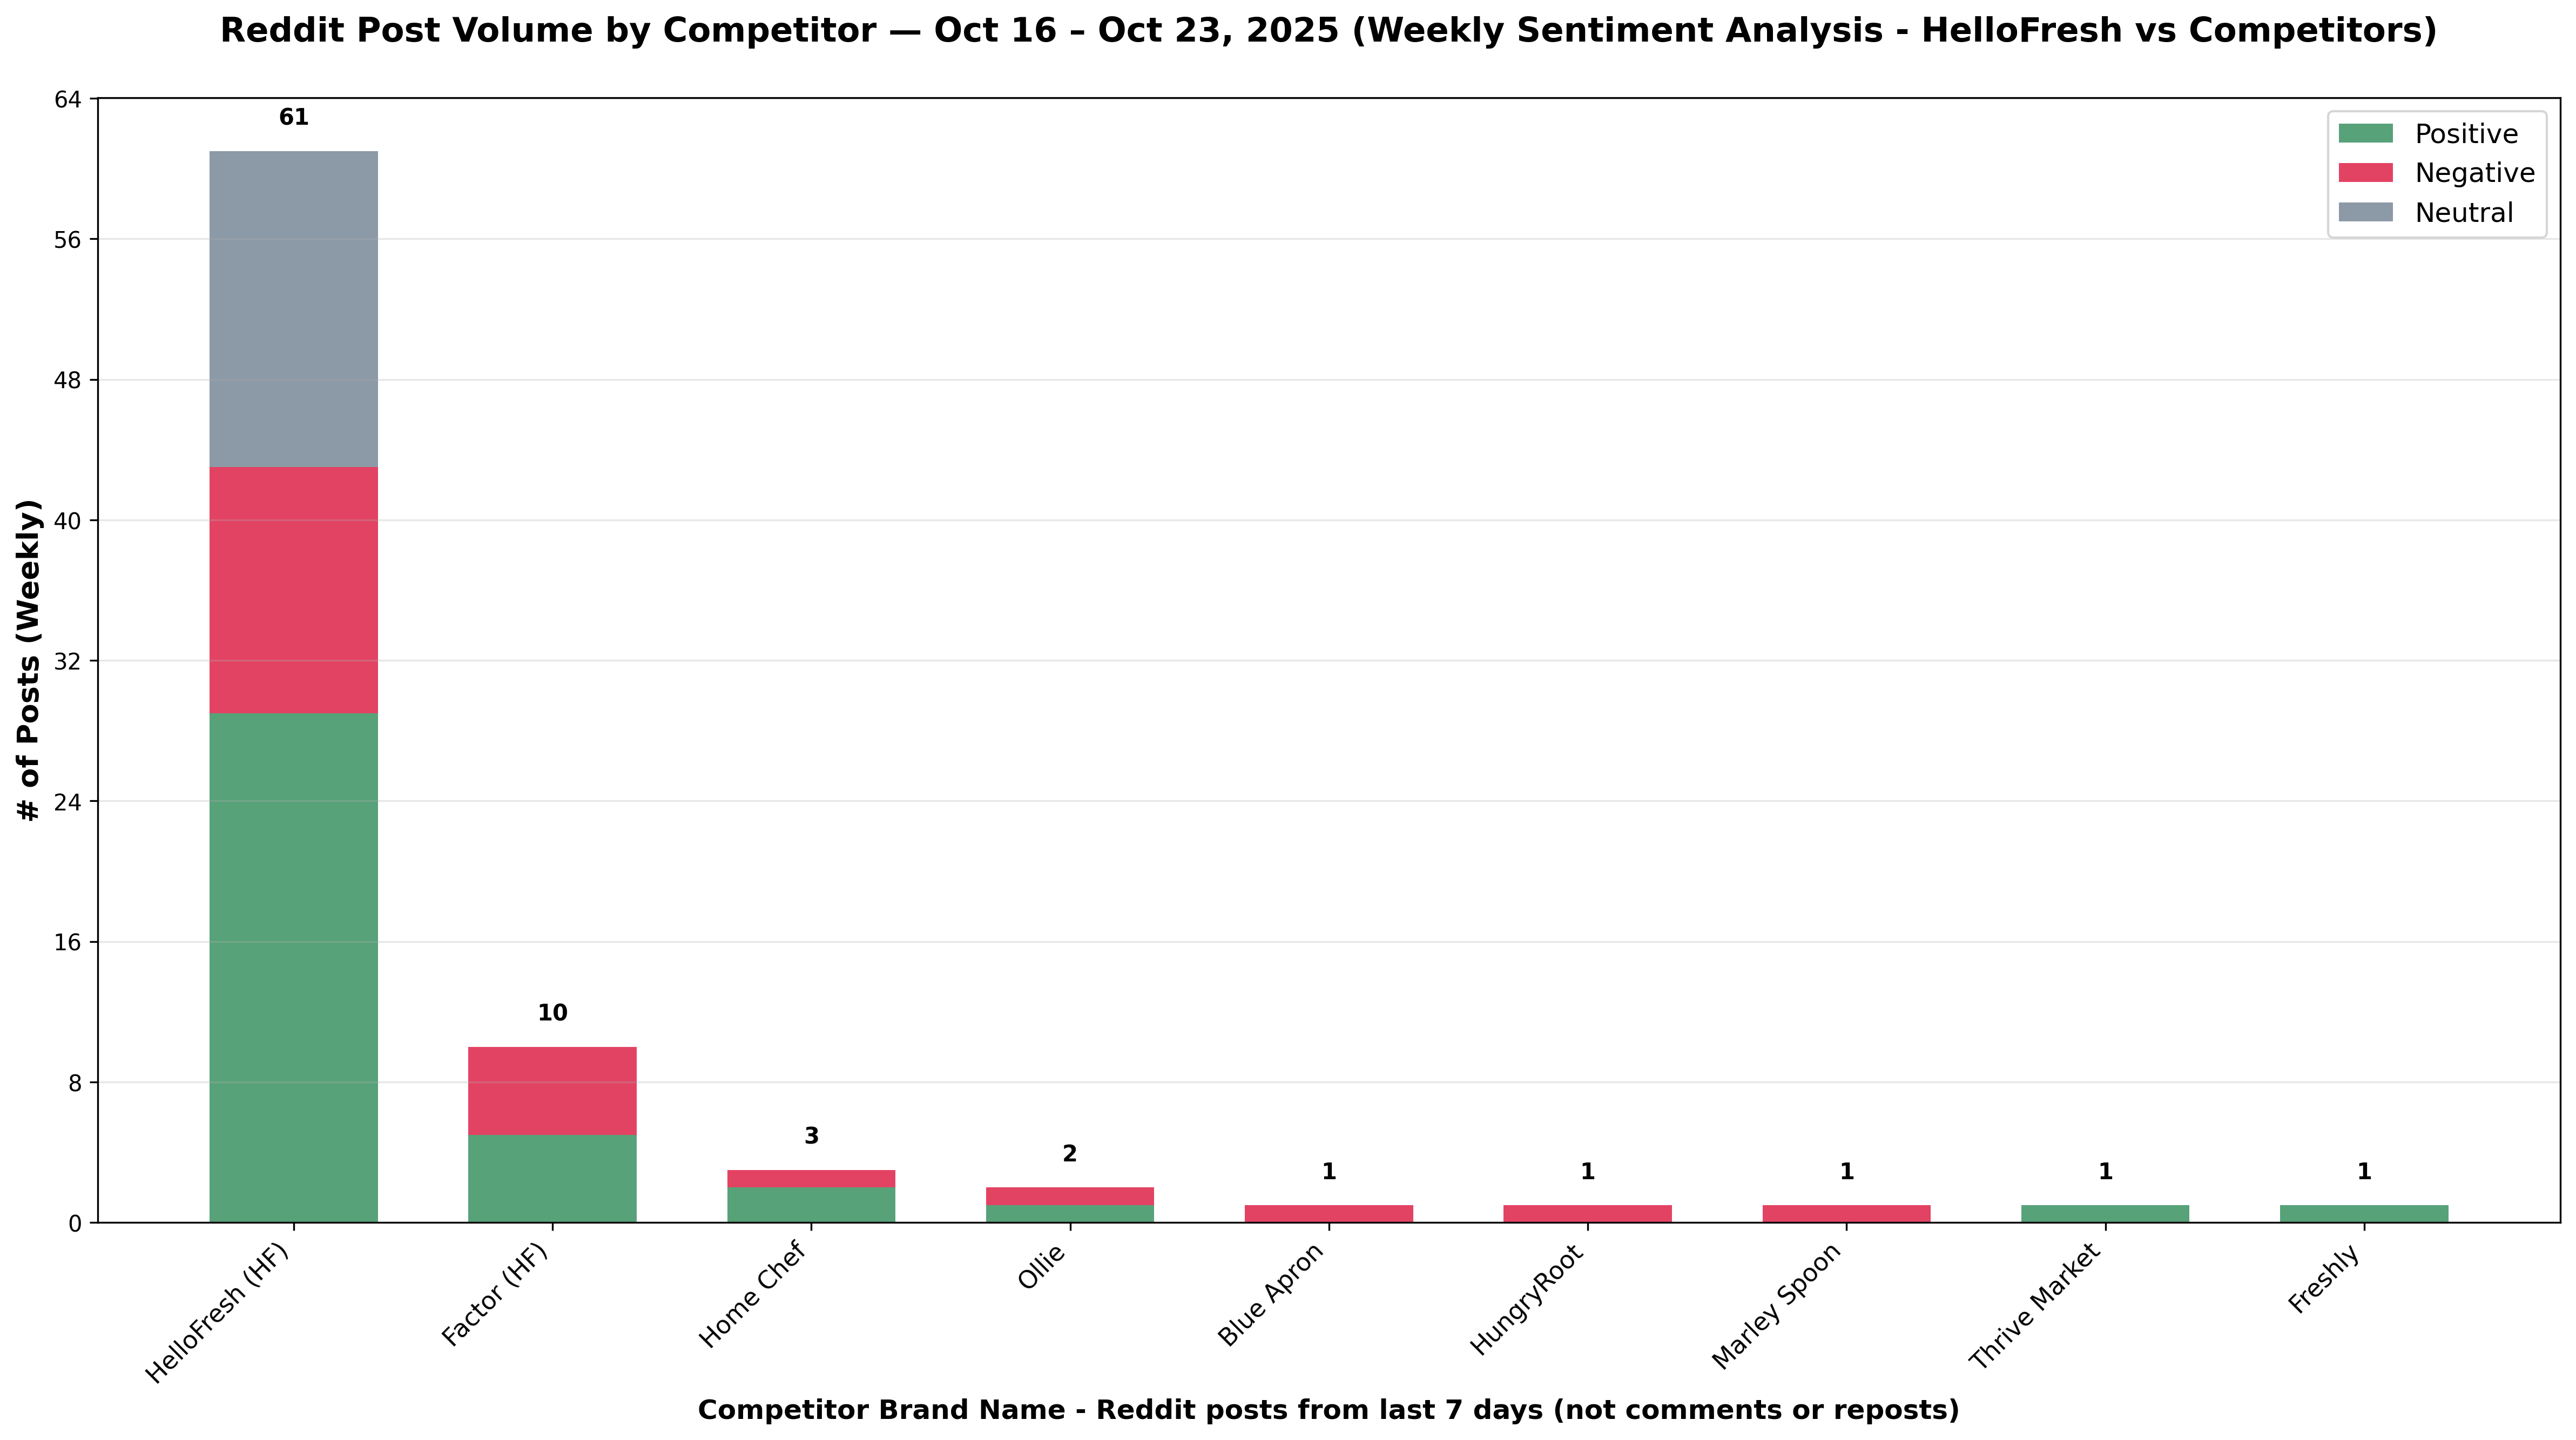 Reddit Post Volume by Competitor — Oct 16 – Oct 23, 2025 (Weekly Sentiment Analysis - HelloFresh vs Competitors)
Positive
Negative
Neutral
# of Posts (Weekly)
64
56
48
40
32
24
16
8
0
61
10
3
2
1
1
1
1
1
HelloFresh (HF)
Factor (HF)
Home Chef
Ollie
Blue Apron
HungryRoot
Marley Spoon
Thrive Market
Freshly
Competitor Brand Name - Reddit posts from last 7 days (not comments or reposts)